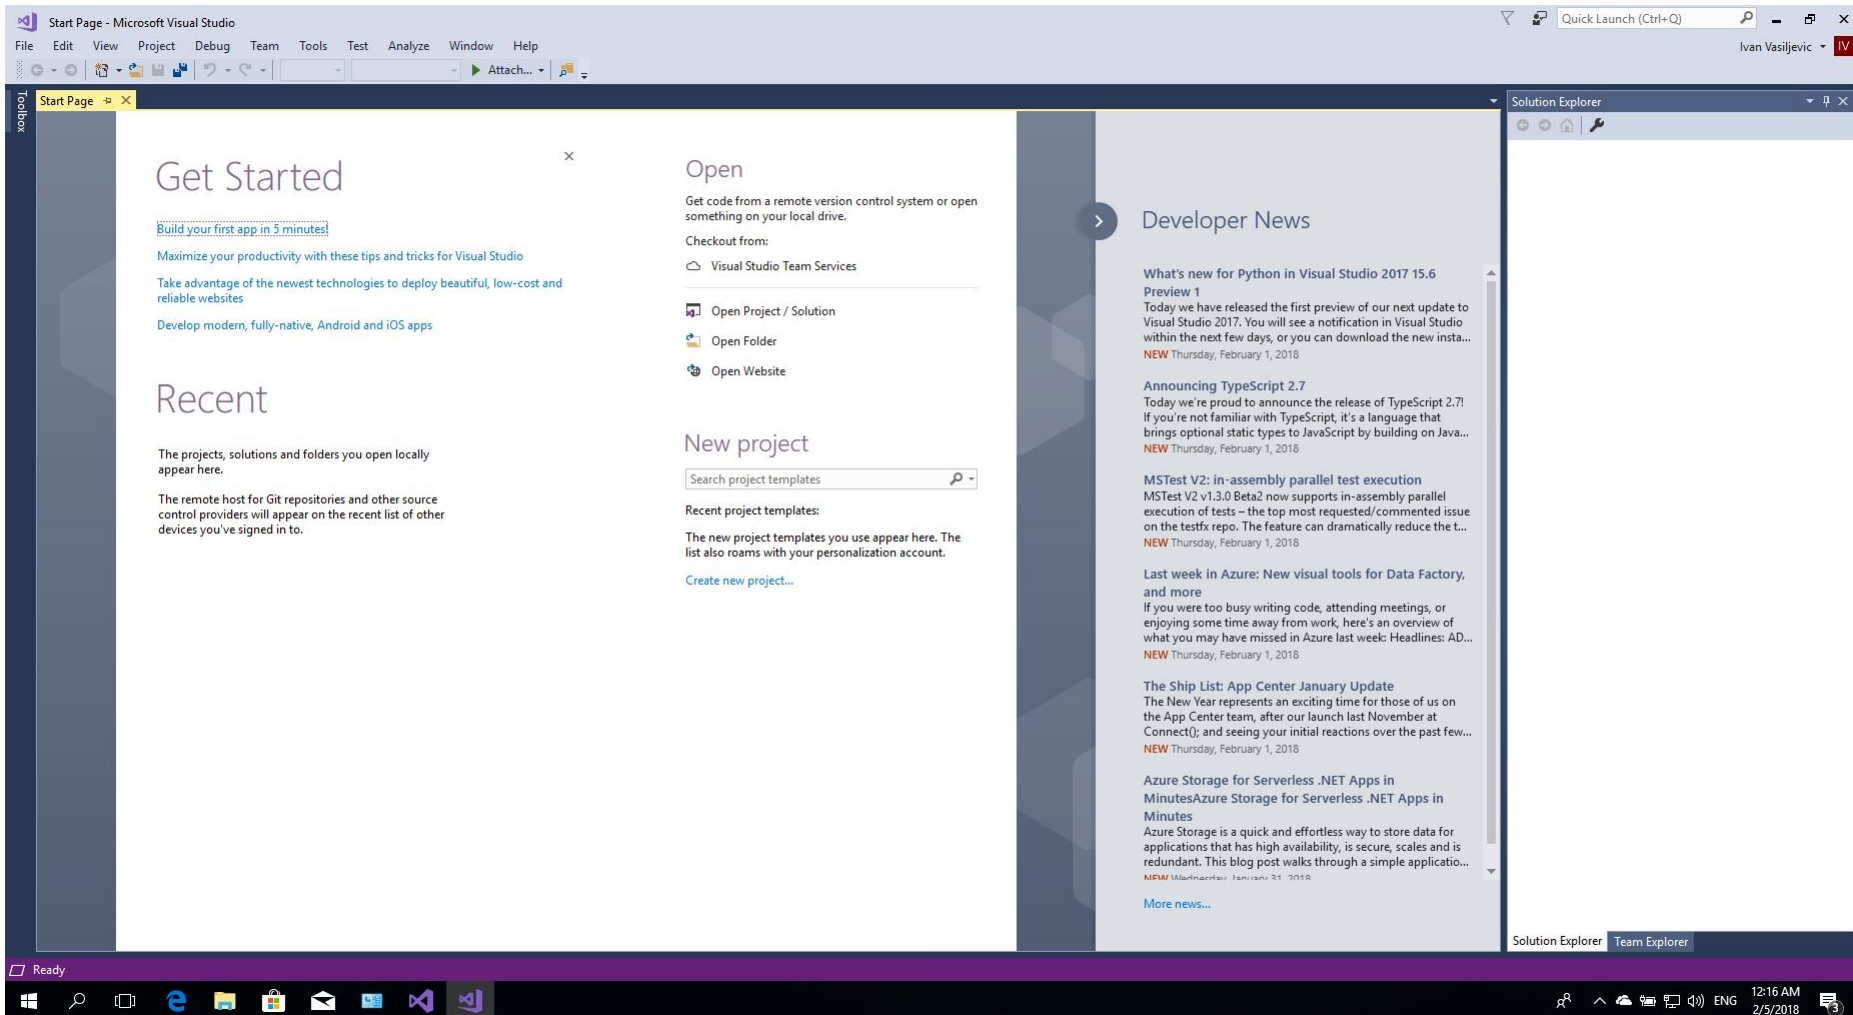 Start Page - Microsoft Visual Studio
Quick Launch (Ctrl+Q)
File Edit View Project Debug Team Tools Test Analyze Window Help
Ivan Vasiljevic
IV
Attach...
Toolbox
Start Page
Get Started
Build your first app in 5 minutes!
Maximize your productivity with these tips and tricks for Visual Studio
Take advantage of the newest technologies to deploy beautiful, low-cost and
reliable websites
Develop modern, fully-native, Android and iOS apps
Recent
The projects, solutions and folders you open locally
appear here.
The remote host for Git repositories and other source
control providers will appear on the recent list of other
devices you've signed in to.
Open
Get code from a remote version control system or open
something on your local drive.
Checkout from:
Visual Studio Team Services
Open Project / Solution
Open Folder
Open Website
New project
Search project templates
Recent project templates:
The new project templates you use appear here. The
list also roams with your personalization account.
Create new project...
Developer News
What's new for Python in Visual Studio 2017 15.6
Preview 1
Today we have released the first preview of our next update to
Visual Studio 2017. You will see a notification in Visual Studio
within the next few days, or you can download the new insta...
NEW Thursday, February 1, 2018
Announcing TypeScript 2.7
Today we're proud to announce the release of TypeScript 2.7!
If you're not familiar with TypeScript, it's a language that
brings optional static types to JavaScript by building on Java...
NEW Thursday, February 1, 2018
MSTest V2: in-assembly parallel test execution
MSTest V2 v1.3.0 Beta2 now supports in-assembly parallel
execution of tests – the top most requested/commented issue
on the testfx repo. The feature can dramatically reduce the t...
NEW Thursday, February 1, 2018
Last week in Azure: New visual tools for Data Factory,
and more
If you were too busy writing code, attending meetings, or
enjoying some time away from work, here's an overview of
what you may have missed in Azure last week: Headlines: AD...
NEW Thursday, February 1, 2018
The Ship List: App Center January Update
The New Year represents an exciting time for those of us on
the App Center team, after our launch last November at
Connect(); and seeing your initial reactions over the past few...
NEW Thursday, February 1, 2018
Azure Storage for Serverless .NET Apps in
MinutesAzure Storage for Serverless .NET Apps in
Minutes
Azure Storage is a quick and effortless way to store data for
applications that has high availability, is secure, scales and is
redundant. This blog post walks through a simple applicatio...
NEW Wednesday, January 31, 2018
More news...
Solution Explorer
Solution Explorer Team Explorer
Ready
ENG
12:16 AM
2/5/2018
3